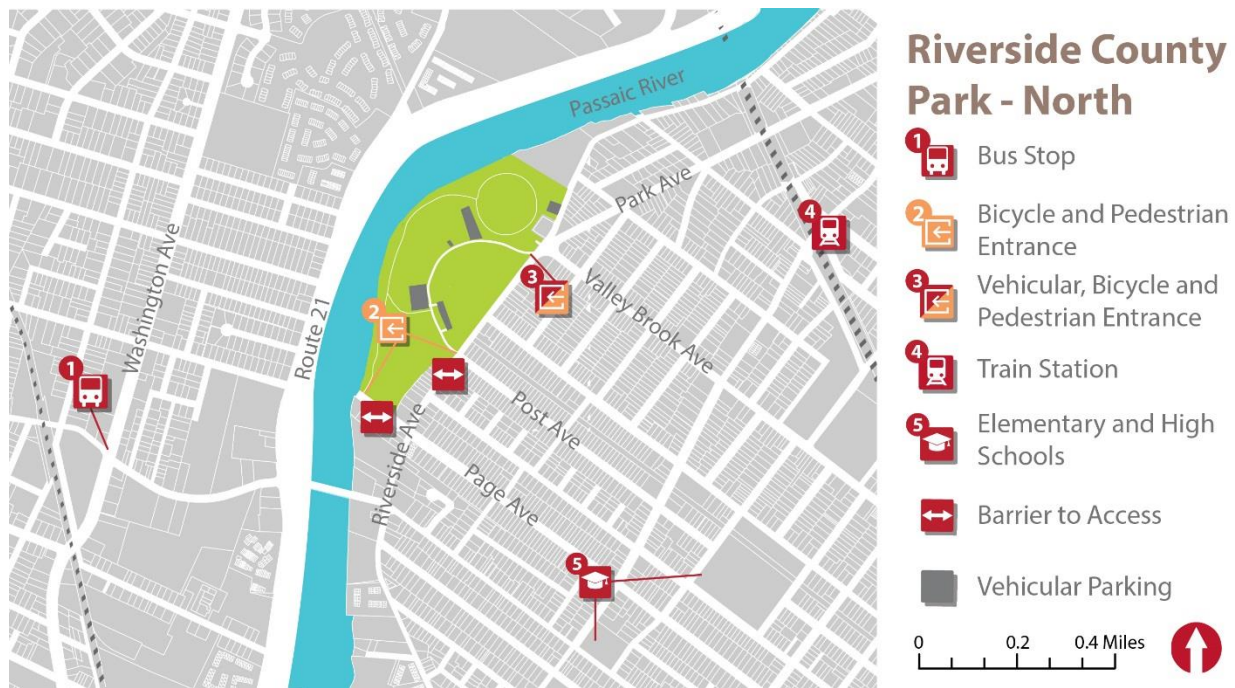 Riverside County
Park - North
1
Bus Stop
2
Bicycle and Pedestrian
Entrance
3
Vehicular, Bicycle and
Pedestrian Entrance
4
Train Station
5
Elementary and High
Schools
Barrier to Access
Vehicular Parking
0 0.2 0.4 Miles
Passaic River
Park Ave
4
Washington Ave
Route 21
3
Valley Brook Ave
2
1
Post Ave
Riverside Ave
Page Ave
5